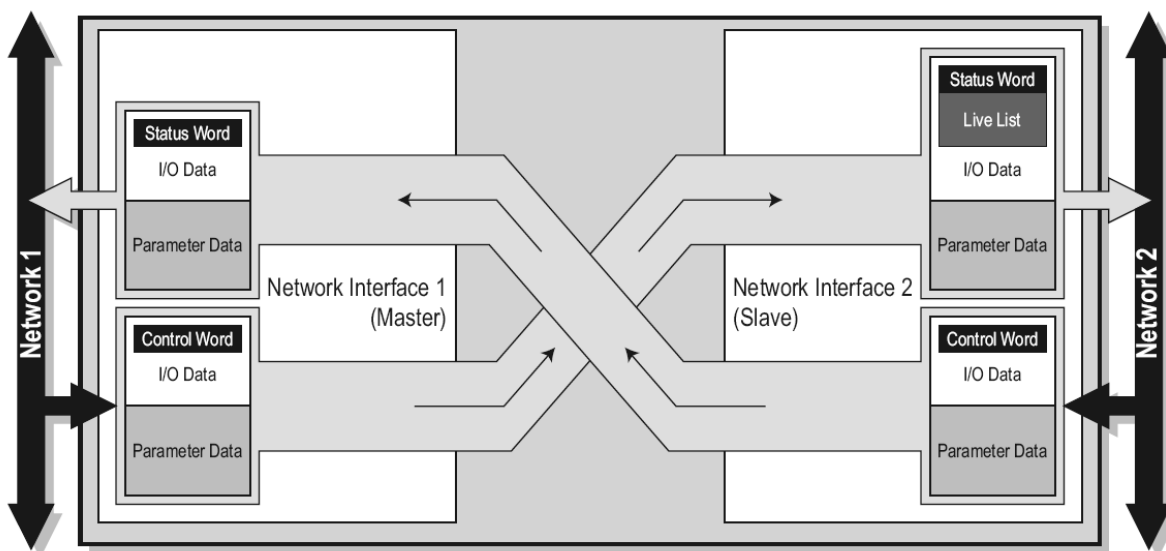 Network 1
Status Word
I/O Data
Parameter Data
Control Word
I/O Data
Parameter Data
Network Interface 1
(Master)
Network Interface 2
(Slave)
Status Word
Live List
I/O Data
Parameter Data
Control Word
I/O Data
Parameter Data
Network 2